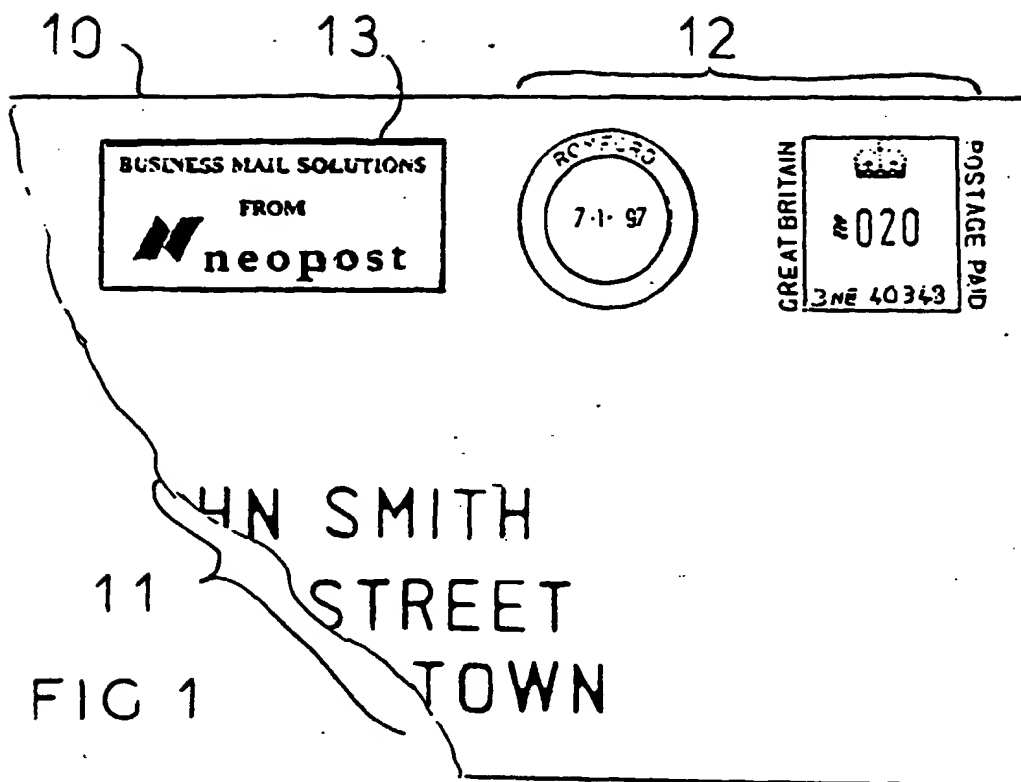 10 13 12
BUSINESS MAIL SOLUTIONS
FROM
neopost
ROMFORD
7·1· 97
GREAT BRITAIN
020
3NE 40343
POSTAGE PAID
HN SMITH
11
STREET
TOWN
FIG 1